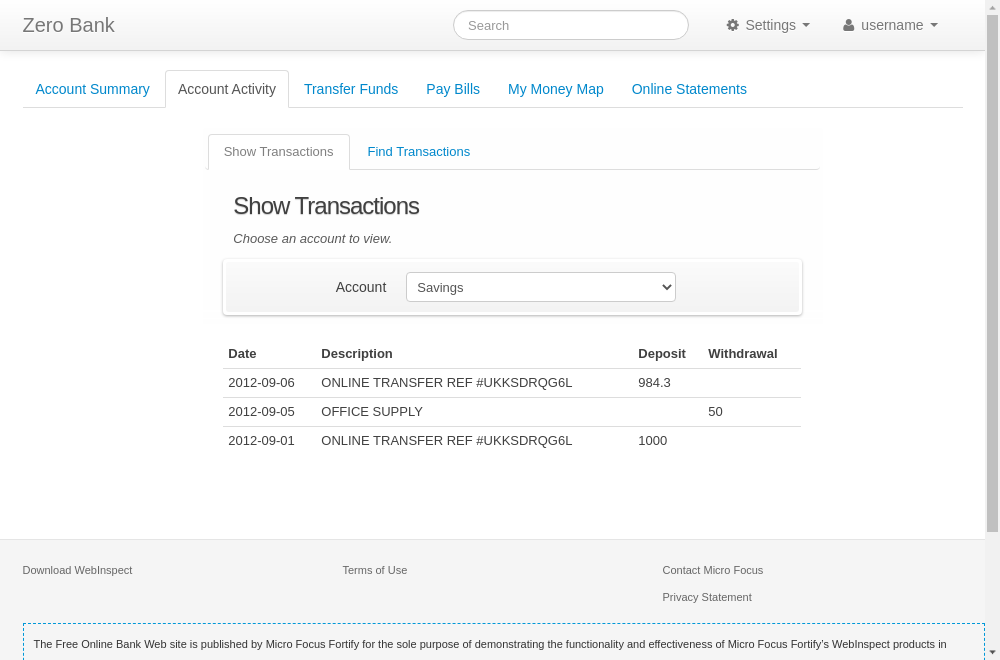 Zero Bank
Search
Settings
username
Account Summary
Account Activity
Transfer Funds
Pay Bills
My Money Map
Online Statements
Show Transactions
Find Transactions
Show Transactions
Choose an account to view.
Account
Savings
Date Description Deposit Withdrawal
2012-09-06 ONLINE TRANSFER REF #UKKSDRQG6L 984.3
2012-09-05 OFFICE SUPPLY 50
2012-09-01 ONLINE TRANSFER REF #UKKSDRQG6L 1000
Download WebInspect
Terms of Use
Contact Micro Focus
Privacy Statement
The Free Online Bank Web site is published by Micro Focus Fortify for the sole purpose of demonstrating the functionality and effectiveness of Micro Focus Fortify's WebInspect products in